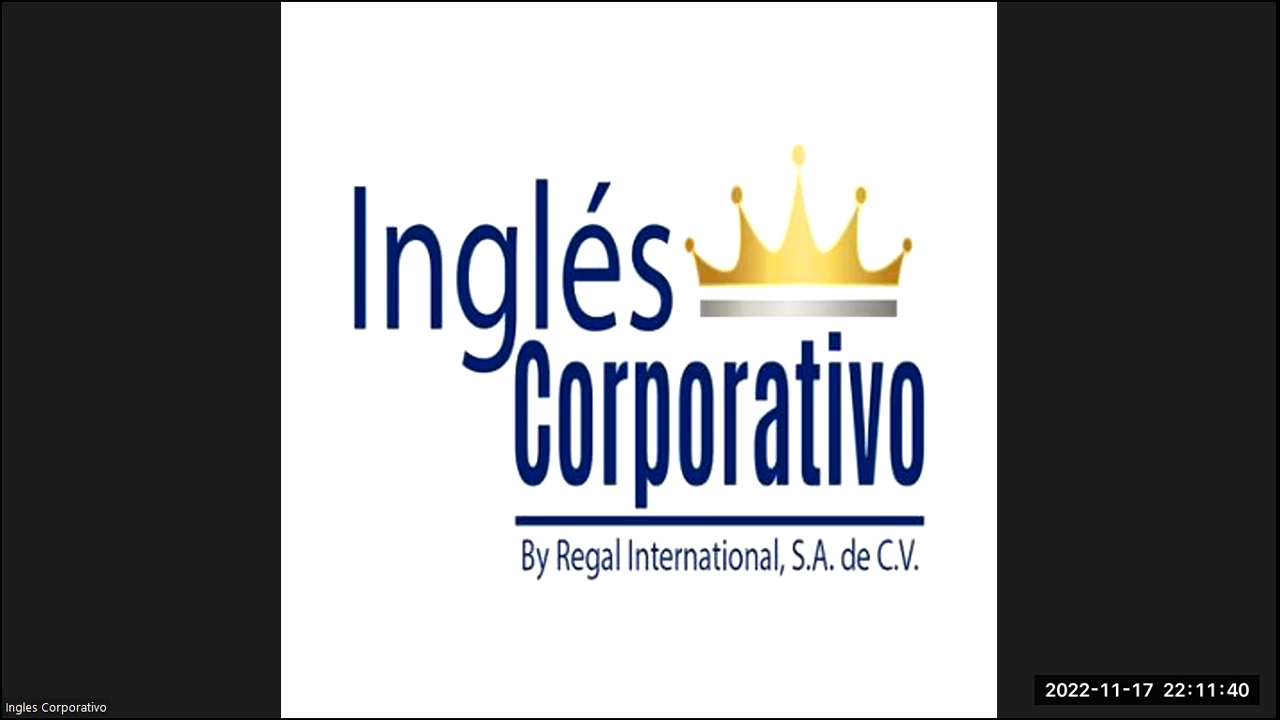 Inglés
Corporativo
By Regal International, S.A. de C.V.
Ingles Corporativo
2022-11-17 22:11:40